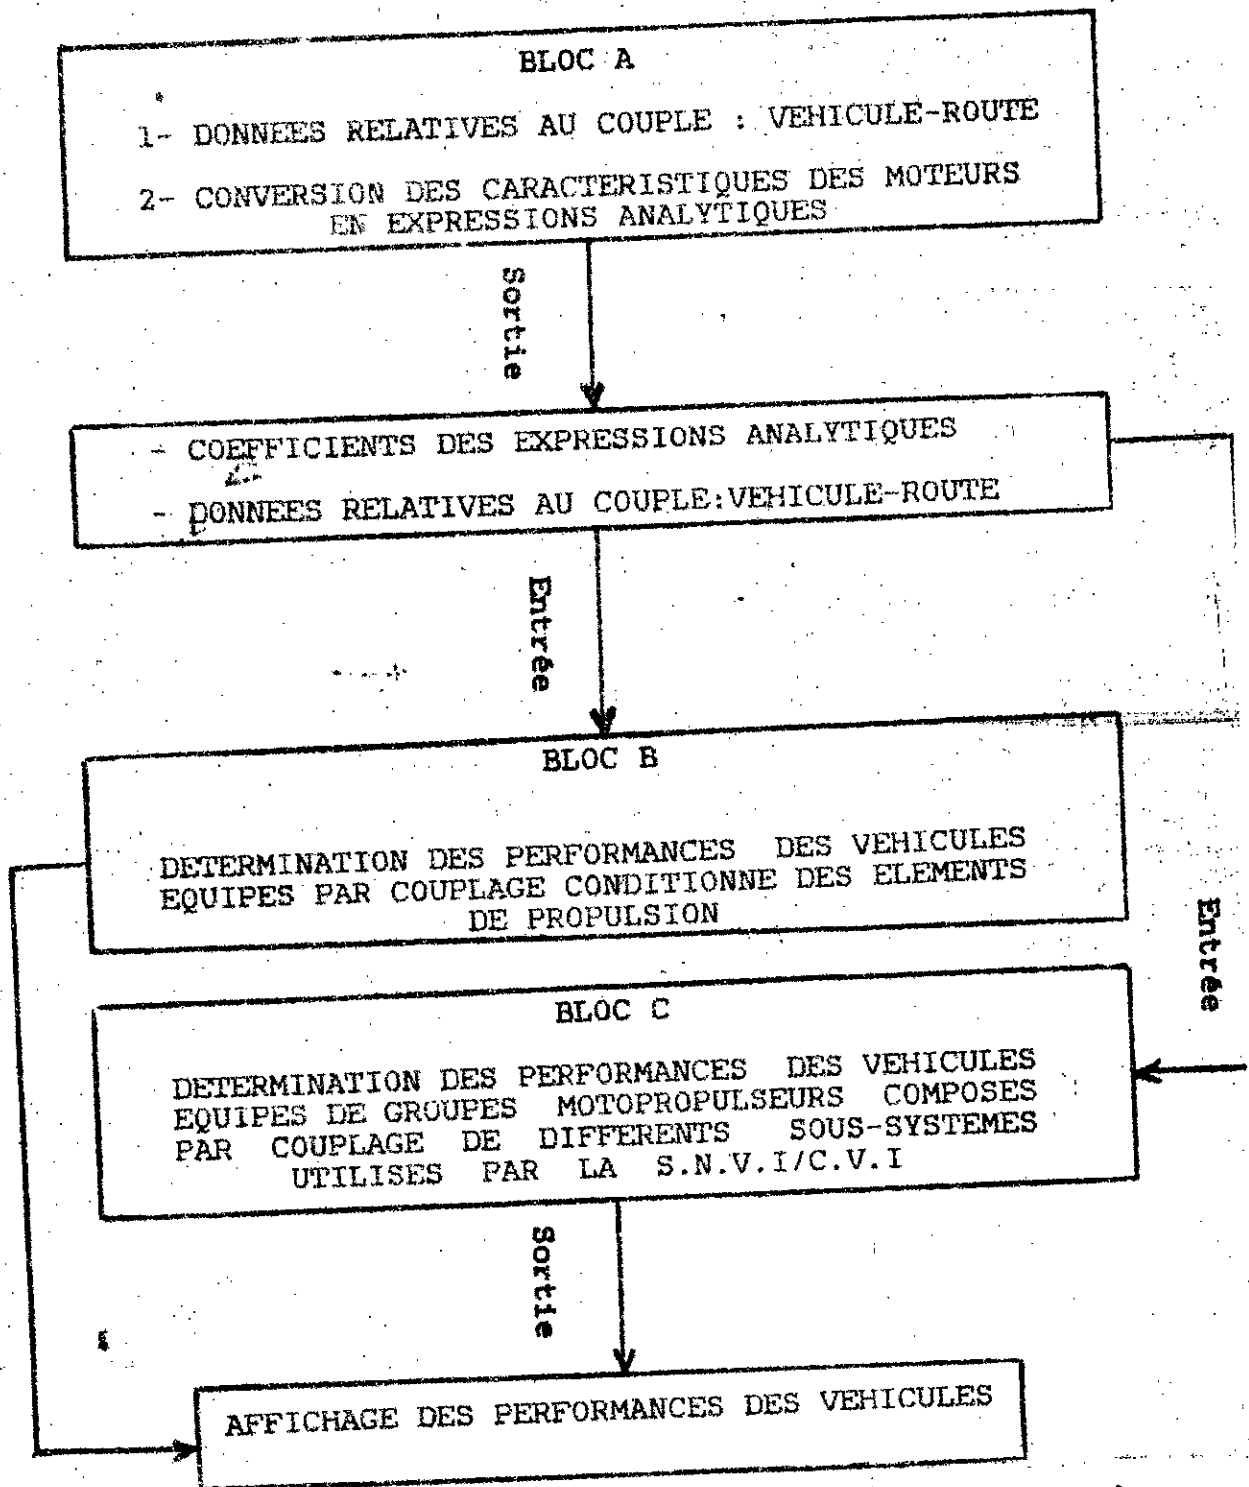 BLOC A
1- DONNEES RELATIVES AU COUPLE : VEHICULE-ROUTE
2- CONVERSION DES CARACTERISTIQUES DES MOTEURS
EN EXPRESSIONS ANALYTIQUES
Sortie
- COEFFICIENTS DES EXPRESSIONS ANALYTIQUES
- DONNEES RELATIVES AU COUPLE:VEHICULE-ROUTE
Entrée
BLOC B
DETERMINATION DES PERFORMANCES DES VEHICULES
EQUIPES PAR COUPLAGE CONDITIONNE DES ELEMENTS
DE PROPULSION
Entrée
BLOC C
DETERMINATION DES PERFORMANCES DES VEHICULES
EQUIPES DE GROUPES MOTOPROPULSEURS COMPOSES
PAR COUPLAGE DE DIFFERENTS SOUS-SYSTEMES
UTILISES PAR LA S.N.V.I/C.V.I
Sortie
AFFICHAGE DES PERFORMANCES DES VEHICULES